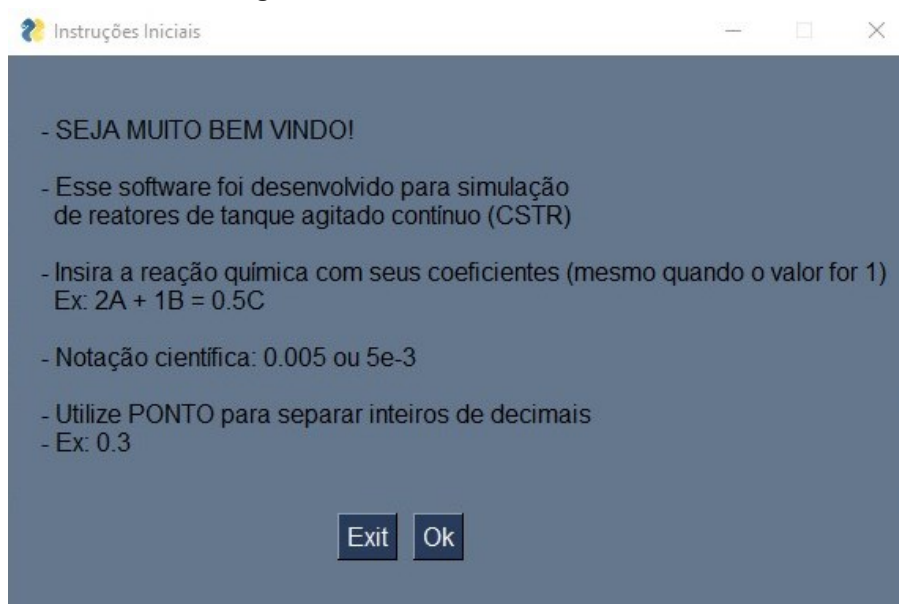 Instruções Iniciais
- SEJA MUITO BEM VINDO!
- Esse software foi desenvolvido para simulação
de reatores de tanque agitado contínuo (CSTR)
- Insira a reação química com seus coeficientes (mesmo quando o valor for 1)
Ex: 2A + 1B = 0.5C
- Notação científica: 0.005 ou 5e-3
- Utilize PONTO para separar inteiros de decimais
- Ex: 0.3
Exit Ok